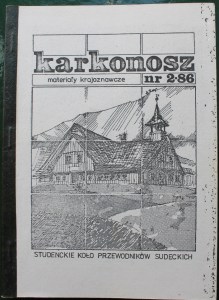 karkonosz
materiały krajoznawcze nr 2·86
STUDENCKIE KOŁO PRZEWODNIKÓW SUDECKICH